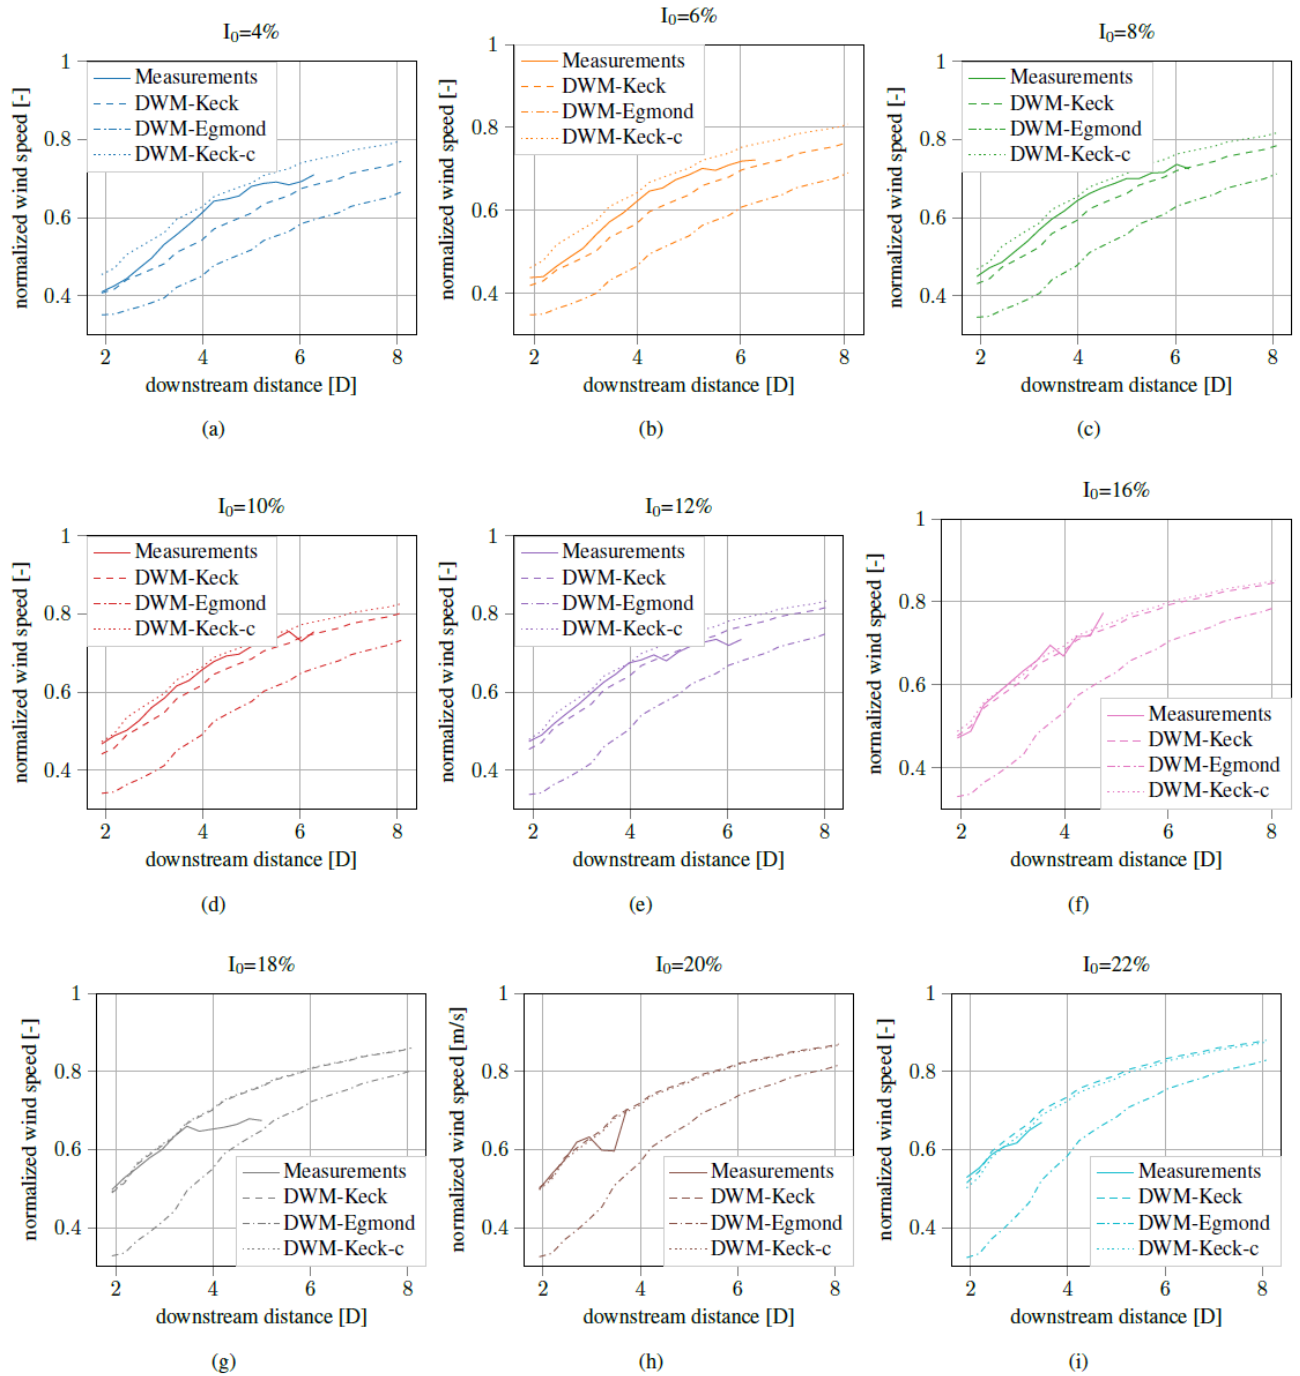 I0=4%
normalized wind speed [-]
1
0.8
0.6
0.4
Measurements
DWM-Keck
DWM-Egmond
DWM-Keck-c
2 4 6 8
downstream distance [D]
(a)
I0=6%
normalized wind speed [-]
1
0.8
0.6
0.4
Measurements
DWM-Keck
DWM-Egmond
DWM-Keck-c
2 4 6 8
downstream distance [D]
(b)
I0=8%
normalized wind speed [-]
1
0.8
0.6
0.4
Measurements
DWM-Keck
DWM-Egmond
DWM-Keck-c
2 4 6 8
downstream distance [D]
(c)
I0=10%
normalized wind speed [-]
1
0.8
0.6
0.4
Measurements
DWM-Keck
DWM-Egmond
DWM-Keck-c
2 4 6 8
downstream distance [D]
(d)
I0=12%
normalized wind speed [-]
1
0.8
0.6
0.4
Measurements
DWM-Keck
DWM-Egmond
DWM-Keck-c
2 4 6 8
downstream distance [D]
(e)
I0=16%
normalized wind speed [-]
1
0.8
0.6
0.4
Measurements
DWM-Keck
DWM-Egmond
DWM-Keck-c
2 4 6 8
downstream distance [D]
(f)
I0=18%
normalized wind speed [-]
1
0.8
0.6
0.4
Measurements
DWM-Keck
DWM-Egmond
DWM-Keck-c
2 4 6 8
downstream distance [D]
(g)
I0=20%
normalized wind speed [m/s]
1
0.8
0.6
0.4
Measurements
DWM-Keck
DWM-Egmond
DWM-Keck-c
2 4 6 8
downstream distance [D]
(h)
I0=22%
normalized wind speed [-]
1
0.8
0.6
0.4
Measurements
DWM-Keck
DWM-Egmond
DWM-Keck-c
2 4 6 8
downstream distance [D]
(i)